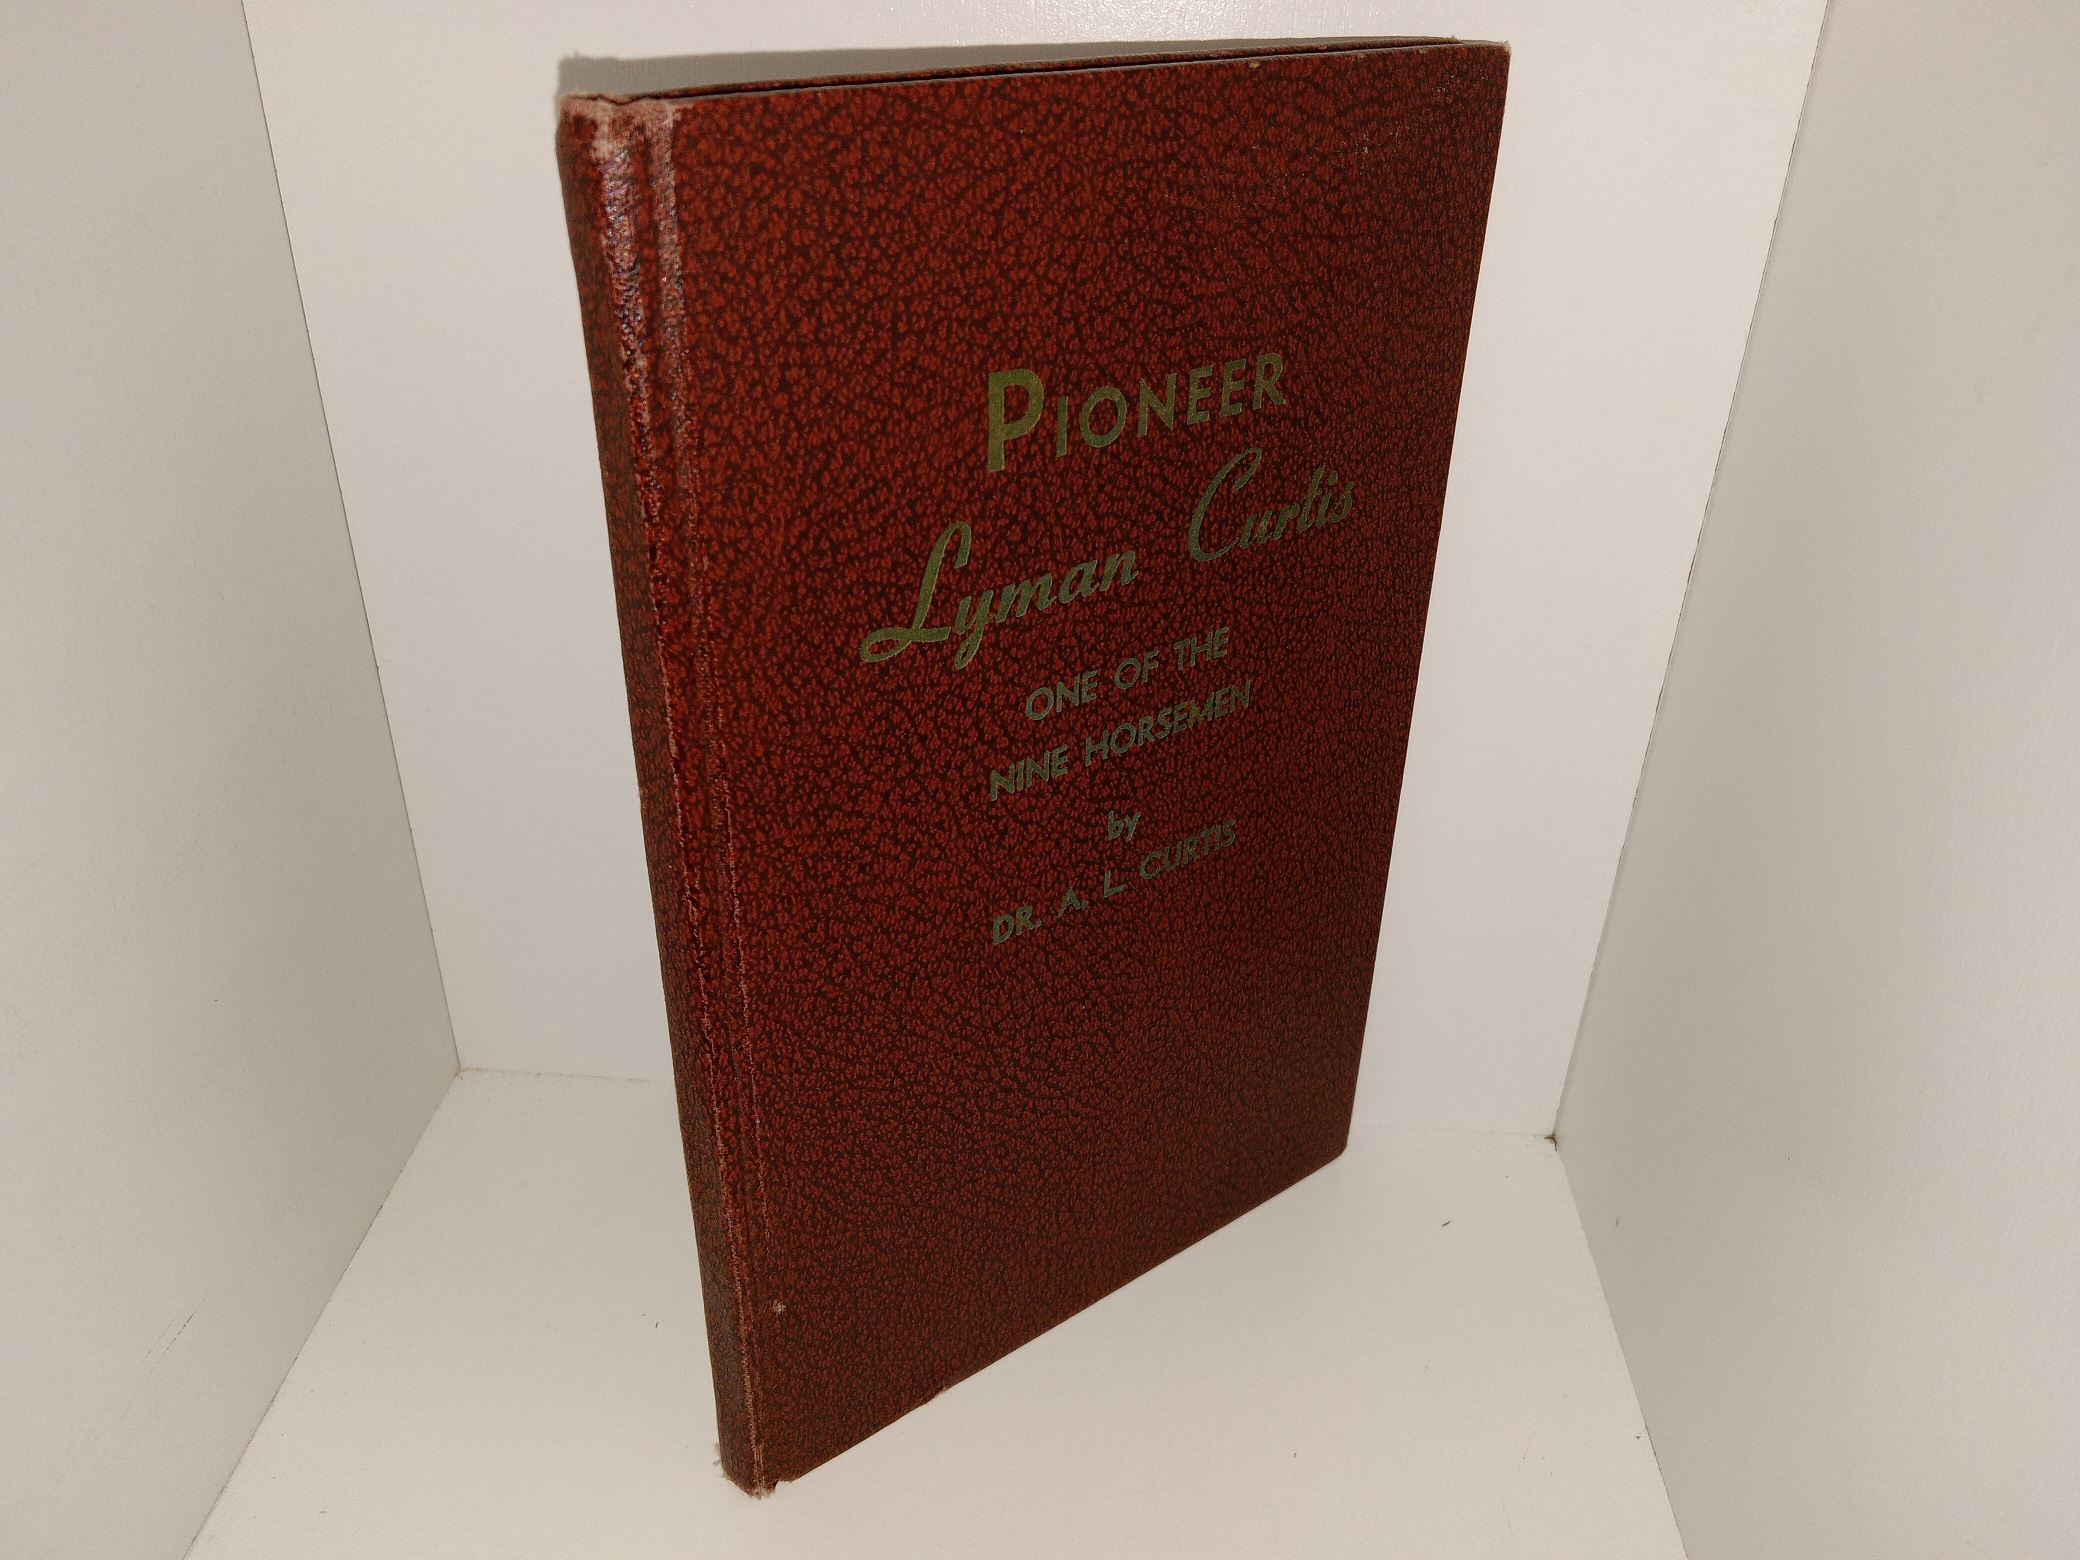 PIONEER
Lyman Curtis
ONE OF THE
NINE HORSEMEN
by
DR. A. L. CURTIS